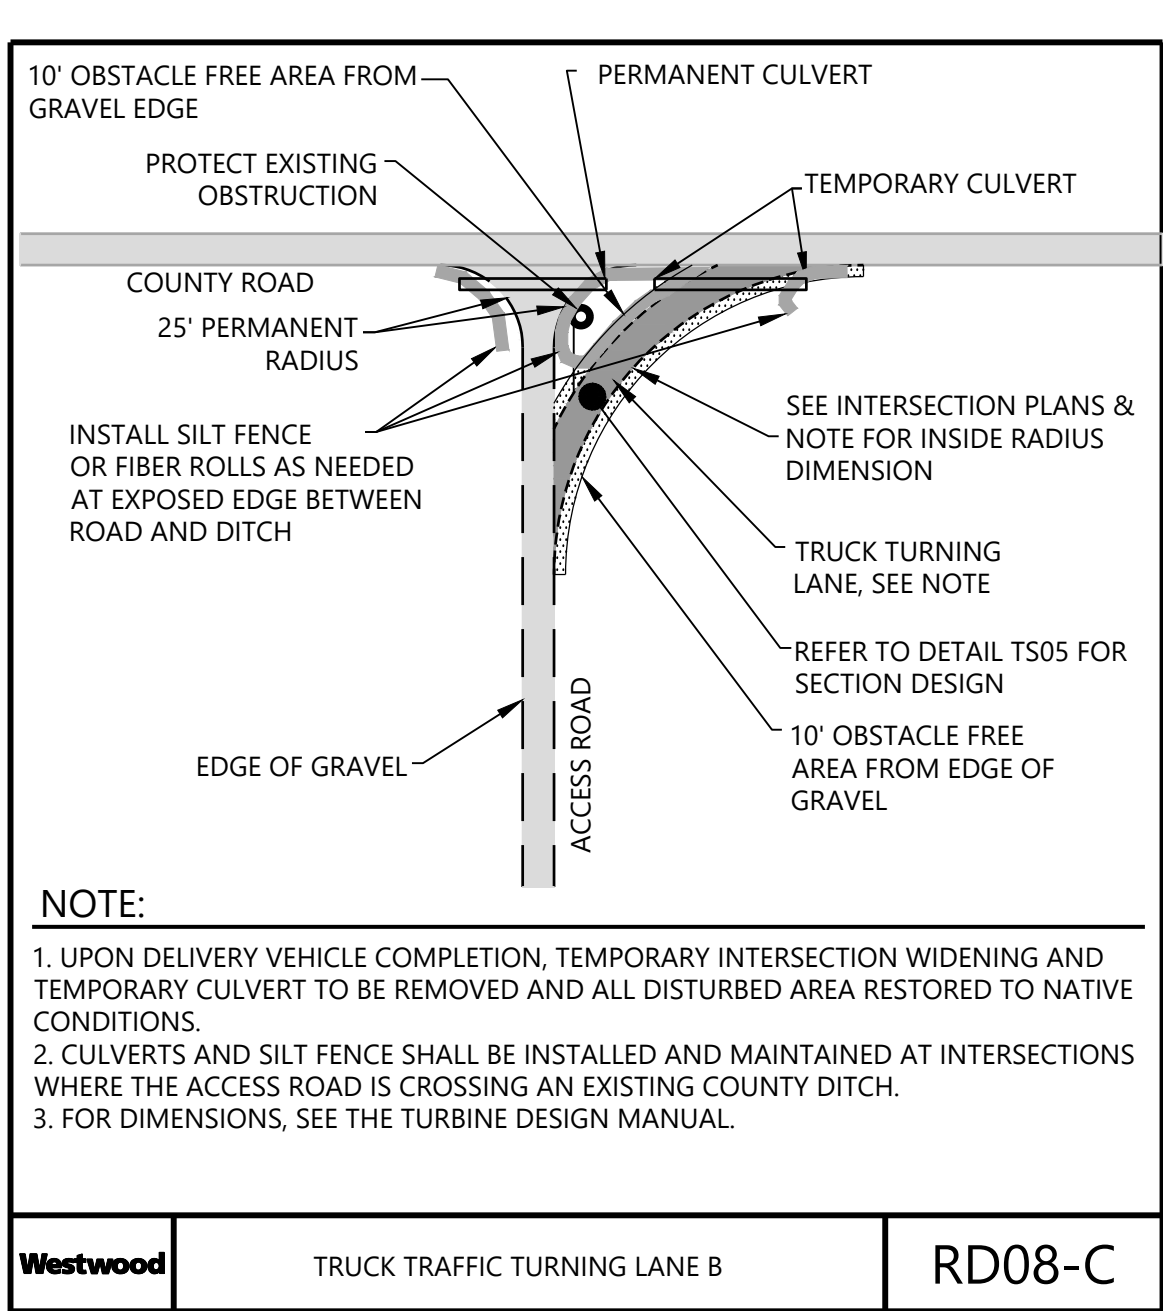 10' OBSTACLE FREE AREA FROM
GRAVEL EDGE
PERMANENT CULVERT
PROTECT EXISTING
OBSTRUCTION
TEMPORARY CULVERT
COUNTY ROAD
25' PERMANENT
RADIUS
INSTALL SILT FENCE
OR FIBER ROLLS AS NEEDED
AT EXPOSED EDGE BETWEEN
ROAD AND DITCH
SEE INTERSECTION PLANS &
NOTE FOR INSIDE RADIUS
DIMENSION
TRUCK TURNING
LANE, SEE NOTE
REFER TO DETAIL TS05 FOR
SECTION DESIGN
10' OBSTACLE FREE
AREA FROM EDGE OF
GRAVEL
EDGE OF GRAVEL
ACCESS ROAD
NOTE:
1. UPON DELIVERY VEHICLE COMPLETION, TEMPORARY INTERSECTION WIDENING AND
TEMPORARY CULVERT TO BE REMOVED AND ALL DISTURBED AREA RESTORED TO NATIVE
CONDITIONS.
2. CULVERTS AND SILT FENCE SHALL BE INSTALLED AND MAINTAINED AT INTERSECTIONS
WHERE THE ACCESS ROAD IS CROSSING AN EXISTING COUNTY DITCH.
3. FOR DIMENSIONS, SEE THE TURBINE DESIGN MANUAL.
Westwood
TRUCK TRAFFIC TURNING LANE B
RD08-C